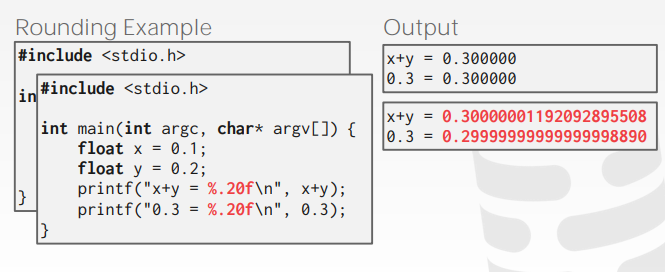 Rounding Example
#include <stdio.h>
in
}
#include <stdio.h>
int main(int argc, char* argv[]) {
    float x = 0.1;
    float y = 0.2;
    printf("x+y = %.20f\n", x+y);
    printf("0.3 = %.20f\n", 0.3);
}
Output
x+y = 0.300000
0.3 = 0.300000
x+y = 0.30000001192092895508
0.3 = 0.29999999999999998890